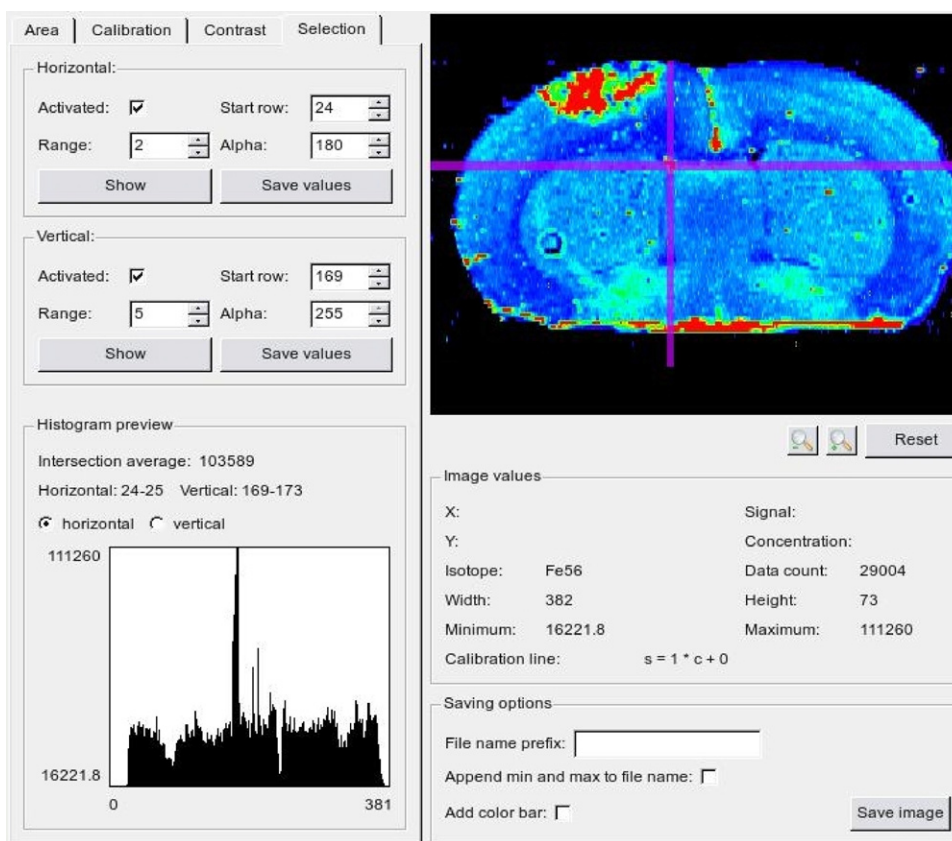 Area Calibration Contrast Selection
Horizontal:
Activated: Start row: 24
Range: 2 Alpha: 180
Show Save values
Vertical:
Activated: Start row: 169
Range: 5 Alpha: 255
Show Save values
Histogram preview
Intersection average: 103589
Horizontal: 24-25 Vertical: 169-173
horizontal vertical
111260
16221.8
0 381
Reset
Image values
X: Signal:
Y: Concentration:
Isotope: Fe56 Data count: 29004
Width: 382 Height: 73
Minimum: 16221.8 Maximum: 111260
Calibration line: s = 1 * c + 0
Saving options
File name prefix:
Append min and max to file name:
Add color bar: Save image